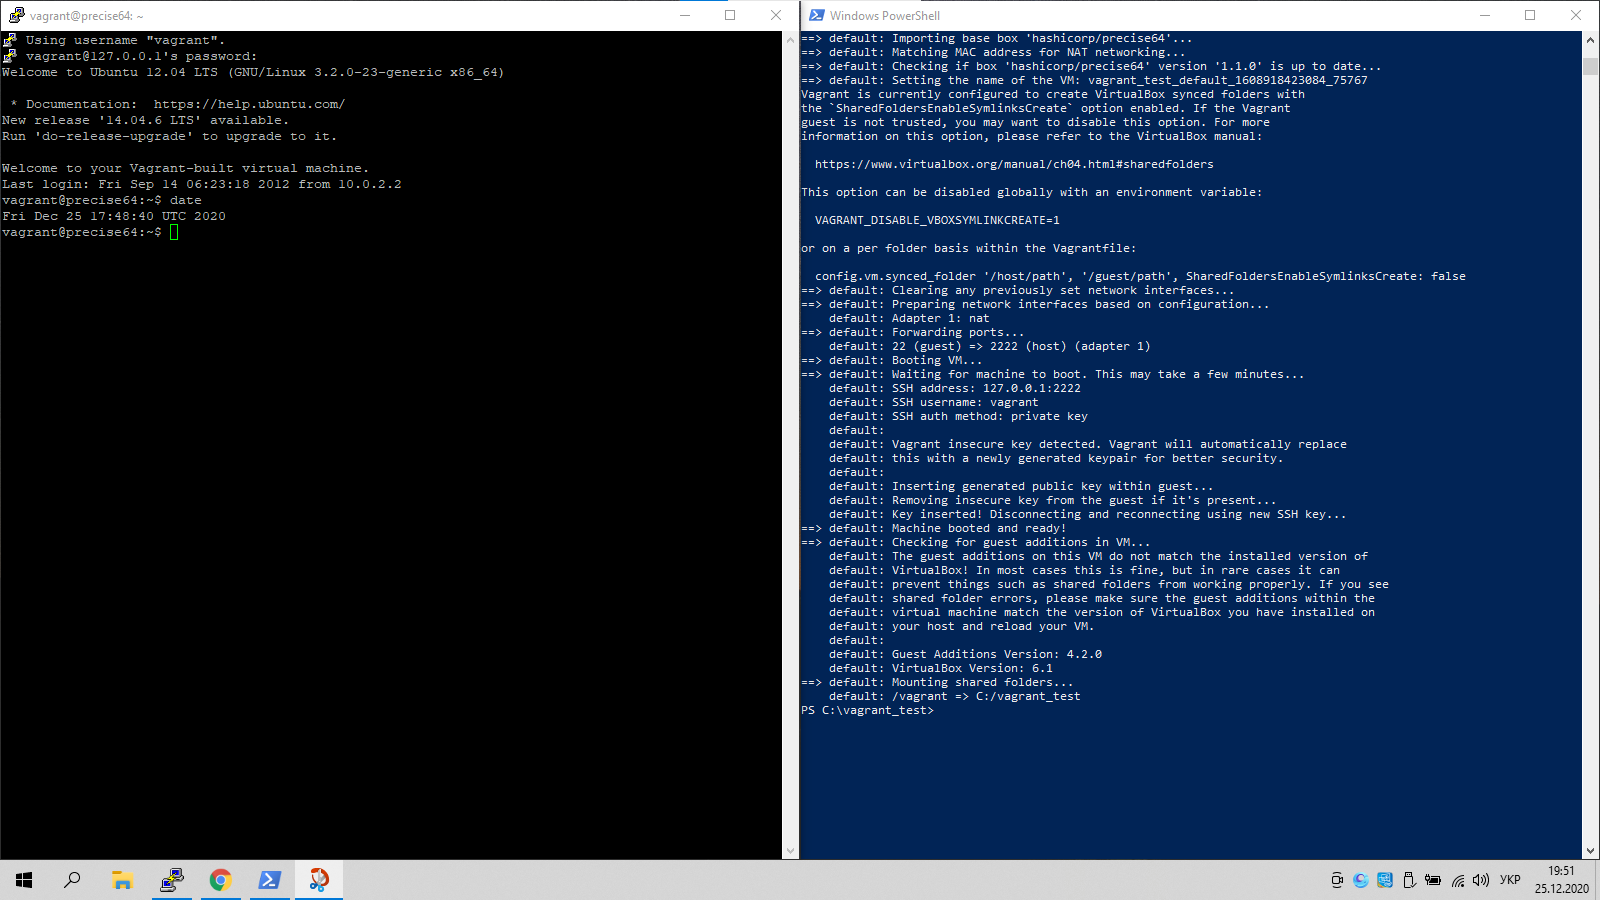 vagrant@precise64: ~
Using username "vagrant".
vagrant@127.0.0.1's password:
Welcome to Ubuntu 12.04 LTS (GNU/Linux 3.2.0-23-generic x86_64)
* Documentation:  https://help.ubuntu.com/
New release '14.04.6 LTS' available.
Run 'do-release-upgrade' to upgrade to it.
Welcome to your Vagrant-built virtual machine.
Last login: Fri Sep 14 06:23:18 2012 from 10.0.2.2
vagrant@precise64:~$ date
Fri Dec 25 17:48:40 UTC 2020
vagrant@precise64:~$
Windows PowerShell
==> default: Importing base box 'hashicorp/precise64'...
==> default: Matching MAC address for NAT networking...
==> default: Checking if box 'hashicorp/precise64' version '1.1.0' is up to date...
==> default: Setting the name of the VM: vagrant_test_default_1608918423084_75767
Vagrant is currently configured to create VirtualBox synced folders with
the `SharedFoldersEnableSymlinksCreate` option enabled. If the Vagrant
guest is not trusted, you may want to disable this option. For more
information on this option, please refer to the VirtualBox manual:
https://www.virtualbox.org/manual/ch04.html#sharedfolders
This option can be disabled globally with an environment variable:
VAGRANT_DISABLE_VBOXSYMLINKCREATE=1
or on a per folder basis within the Vagrantfile:
config.vm.synced_folder '/host/path', '/guest/path', SharedFoldersEnableSymlinksCreate: false
==> default: Clearing any previously set network interfaces...
==> default: Preparing network interfaces based on configuration...
default: Adapter 1: nat
==> default: Forwarding ports...
default: 22 (guest) => 2222 (host) (adapter 1)
==> default: Booting VM...
==> default: Waiting for machine to boot. This may take a few minutes...
default: SSH address: 127.0.0.1:2222
default: SSH username: vagrant
default: SSH auth method: private key
default:
default: Vagrant insecure key detected. Vagrant will automatically replace
default: this with a newly generated keypair for better security.
default:
default: Inserting generated public key within guest...
default: Removing insecure key from the guest if it's present...
default: Key inserted! Disconnecting and reconnecting using new SSH key...
==> default: Machine booted and ready!
==> default: Checking for guest additions in VM...
default: The guest additions on this VM do not match the installed version of
default: VirtualBox! In most cases this is fine, but in rare cases it can
default: prevent things such as shared folders from working properly. If you see
default: shared folder errors, please make sure the guest additions within the
default: virtual machine match the version of VirtualBox you have installed on
default: your host and reload your VM.
default:
default: Guest Additions Version: 4.2.0
default: VirtualBox Version: 6.1
==> default: Mounting shared folders...
default: /vagrant => C:/vagrant_test
PS C:\vagrant_test>
УКР
19:51
25.12.2020